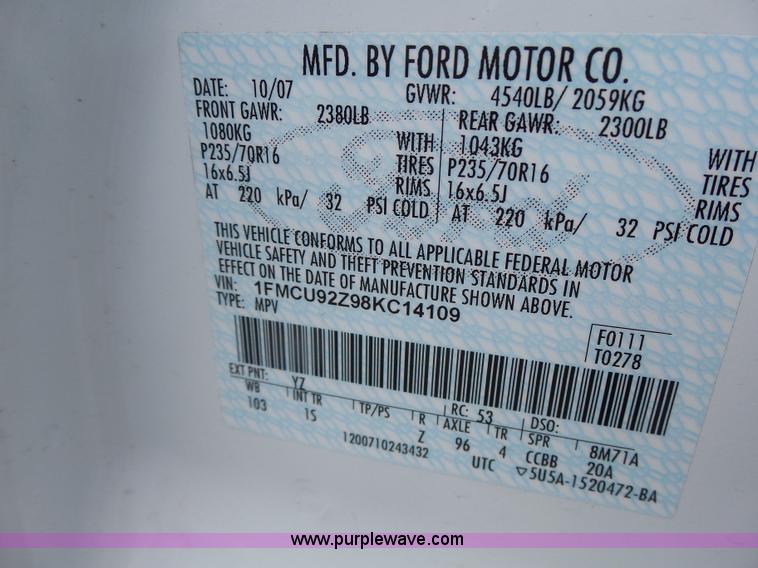 MFD. BY FORD MOTOR CO.
DATE: 10/07 GVWR: 4540LB/ 2059KG
FRONT GAWR: 2380LB REAR GAWR: 2300LB
1080KG WITH 1043KG WITH
P235/70R16 TIRES P235/70R16 TIRES
16x6.5J RIMS 16x6.5J RIMS
AT 220 kPa/ 32 PSI COLD AT 220 kPa/ 32 PSI COLD
THIS VEHICLE CONFORMS TO ALL APPLICABLE FEDERAL MOTOR
VEHICLE SAFETY AND THEFT PREVENTION STANDARDS IN
EFFECT ON THE DATE OF MANUFACTURE SHOWN ABOVE.
VIN: 1FMCU92Z98KC14109
TYPE: MPV
F0111
T0278
EXT PNT: YZ RC: 53 DSO:
WB INT TR TP/PS R AXLE TR SPR 8M71A
103 15 Z 96 4 CCBB 20A
1200710243432 UTC ▽5U5A-1520472-BA
www.purplewave.com